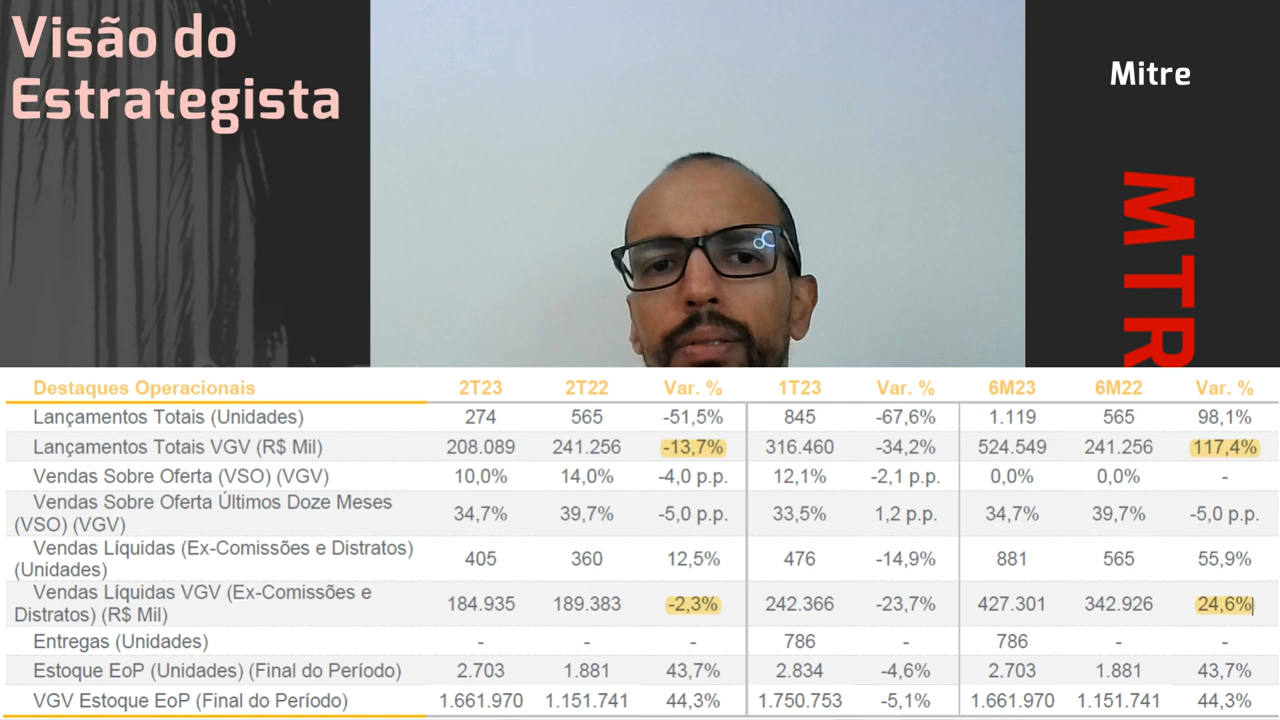 Visão do
Estrategista
Mitre
MTR
Destaques Operacionais 2T23 2T22 Var. % 1T23 Var. % 6M23 6M22 Var. %
Lançamentos Totais (Unidades) 274 565 -51,5% 845 -67,6% 1.119 565 98,1%
Lançamentos Totais VGV (R$ Mil) 208.089 241.256 -13,7% 316.460 -34,2% 524.549 241.256 117,4%
Vendas Sobre Oferta (VSO) (VGV) 10,0% 14,0% -4,0 p.p. 12,1% -2,1 p.p. 0,0% 0,0% -
Vendas Sobre Oferta Últimos Doze Meses
(VSO) (VGV) 34,7% 39,7% -5,0 p.p. 33,5% 1,2 p.p. 34,7% 39,7% -5,0 p.p.
Vendas Líquidas (Ex-Comissões e Distratos)
(Unidades) 405 360 12,5% 476 -14,9% 881 565 55,9%
Vendas Líquidas VGV (Ex-Comissões e
Distratos) (R$ Mil) 184.935 189.383 -2,3% 242.366 -23,7% 427.301 342.926 24,6%
Entregas (Unidades) - - - 786 - 786 - -
Estoque EoP (Unidades) (Final do Período) 2.703 1.881 43,7% 2.834 -4,6% 2.703 1.881 43,7%
VGV Estoque EoP (Final do Período) 1.661.970 1.151.741 44,3% 1.750.753 -5,1% 1.661.970 1.151.741 44,3%